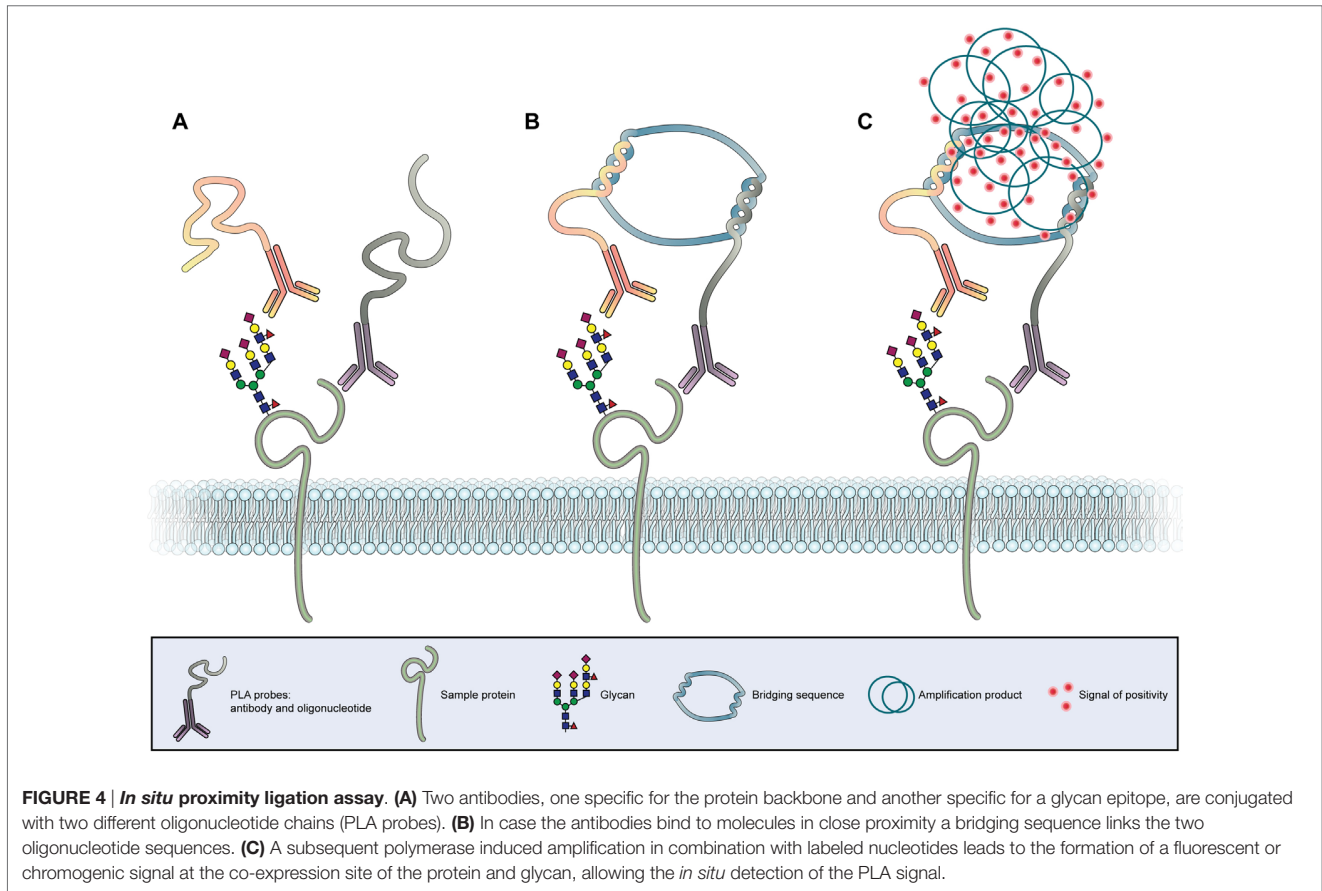 A
B
C
PLA probes:
antibody and oligonucleotide
Sample protein
Glycan
Bridging sequence
Amplification product
Signal of positivity
FIGURE 4 | In situ proximity ligation assay. (A) Two antibodies, one specific for the protein backbone and another specific for a glycan epitope, are conjugated
with two different oligonucleotide chains (PLA probes). (B) In case the antibodies bind to molecules in close proximity a bridging sequence links the two
oligonucleotide sequences. (C) A subsequent polymerase induced amplification in combination with labeled nucleotides leads to the formation of a fluorescent or
chromogenic signal at the co-expression site of the protein and glycan, allowing the in situ detection of the PLA signal.